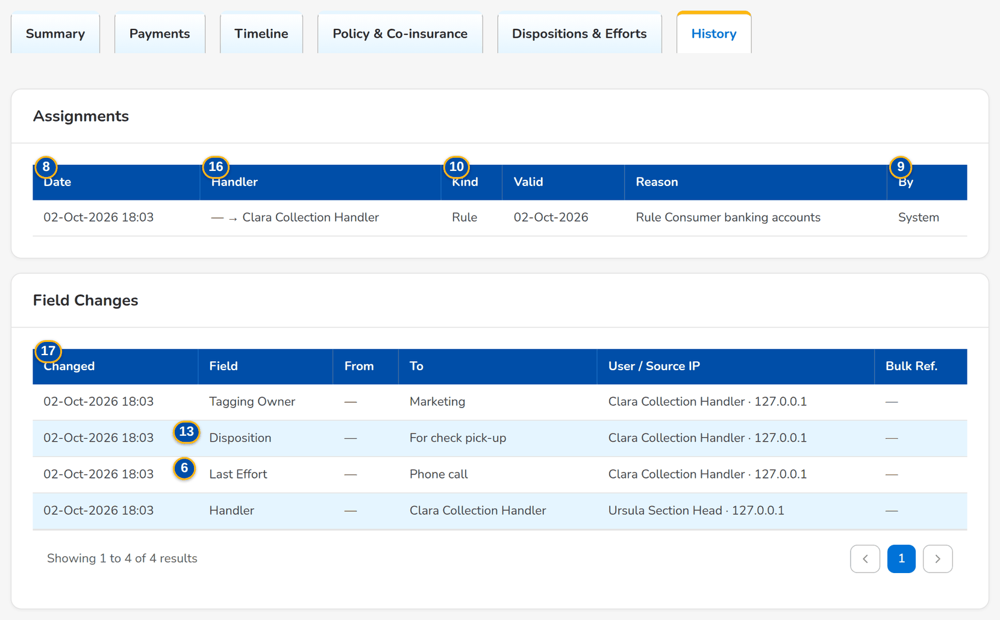 Summary Payments Timeline Policy & Co-insurance Dispositions & Efforts History
Assignments
8 16 10 9
Date Handler Kind Valid Reason By
02-Oct-2026 18:03 — → Clara Collection Handler Rule 02-Oct-2026 Rule Consumer banking accounts System
Field Changes
17
Changed Field From To User / Source IP Bulk Ref.
02-Oct-2026 18:03 Tagging Owner — Marketing Clara Collection Handler · 127.0.0.1 —
02-Oct-2026 18:03 13 Disposition — For check pick-up Clara Collection Handler · 127.0.0.1 —
02-Oct-2026 18:03 6 Last Effort — Phone call Clara Collection Handler · 127.0.0.1 —
02-Oct-2026 18:03 Handler — Clara Collection Handler Ursula Section Head · 127.0.0.1 —
Showing 1 to 4 of 4 results 1